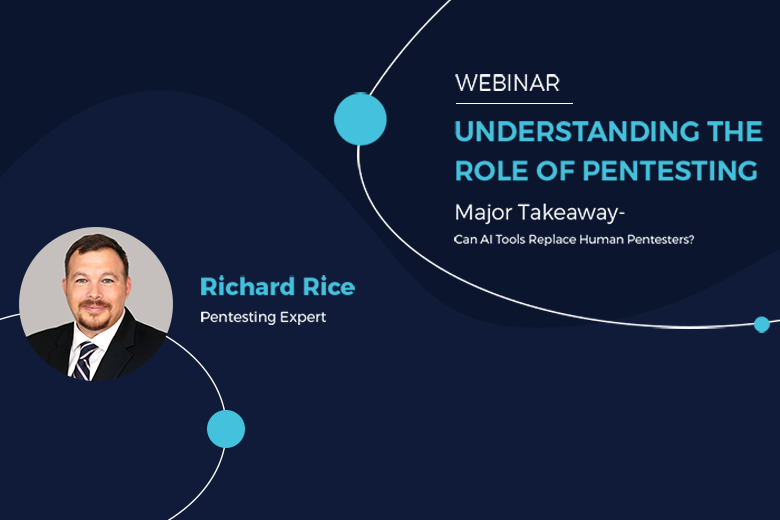 WEBINAR
UNDERSTANDING THE
ROLE OF PENTESTING
Major Takeaway-
Can AI Tools Replace Human Pentesters?
Richard Rice
Pentesting Expert